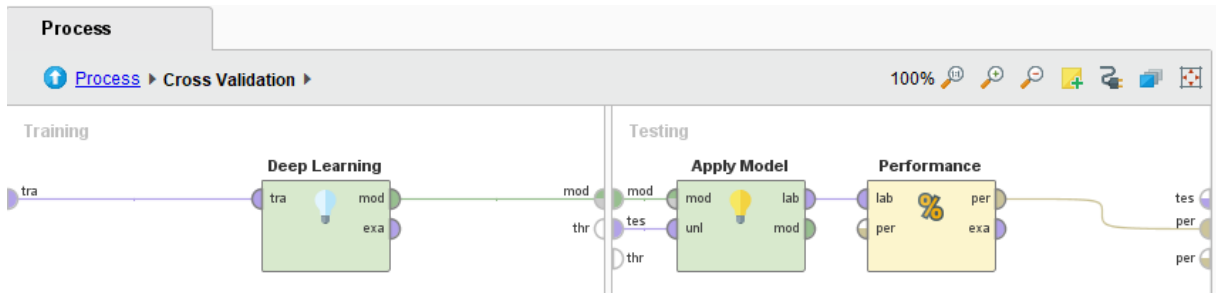 Process
Process Cross Validation
100%
Training
Testing
Deep Learning
Apply Model
Performance
tra
tra
mod
exa
mod
thr
mod
tes
thr
mod
unl
lab
mod
lab
per
per
exa
tes
per
per